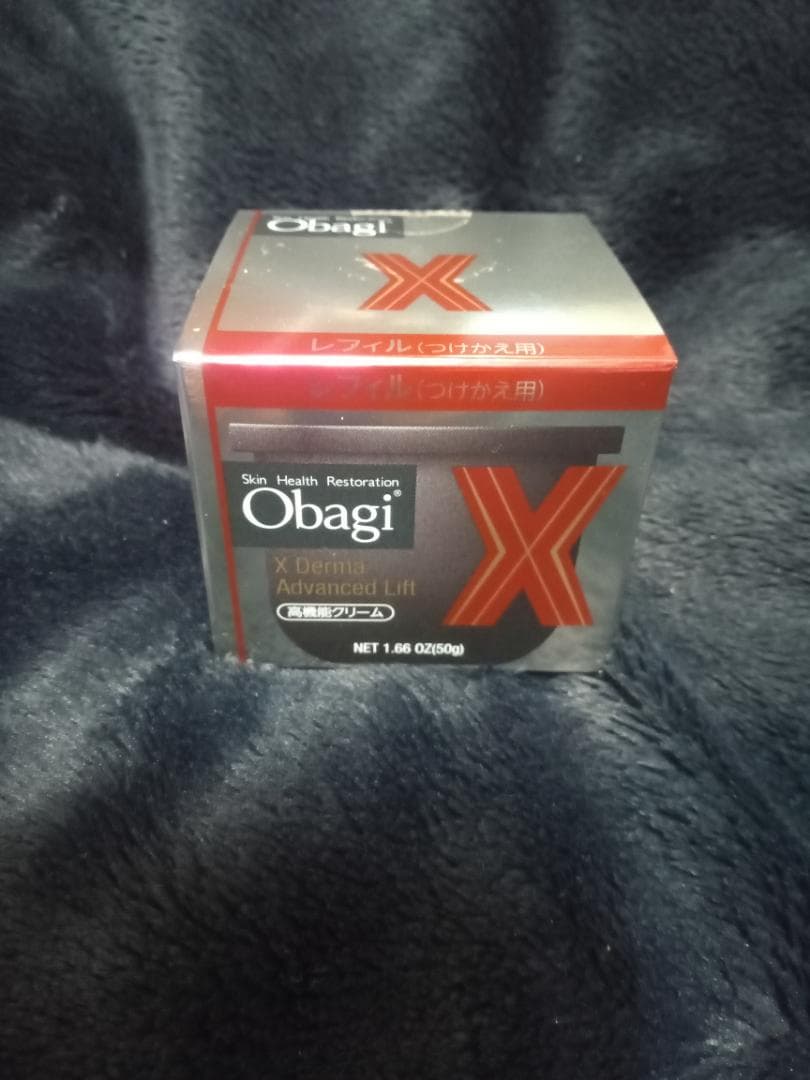 Obagi
X
レフィル(つけかえ用)
レフィル(つけかえ用)
Skin Health Restoration
Obagi®
X
X Derma
Advanced Lift
高機能クリーム
NET 1.66 OZ(50g)